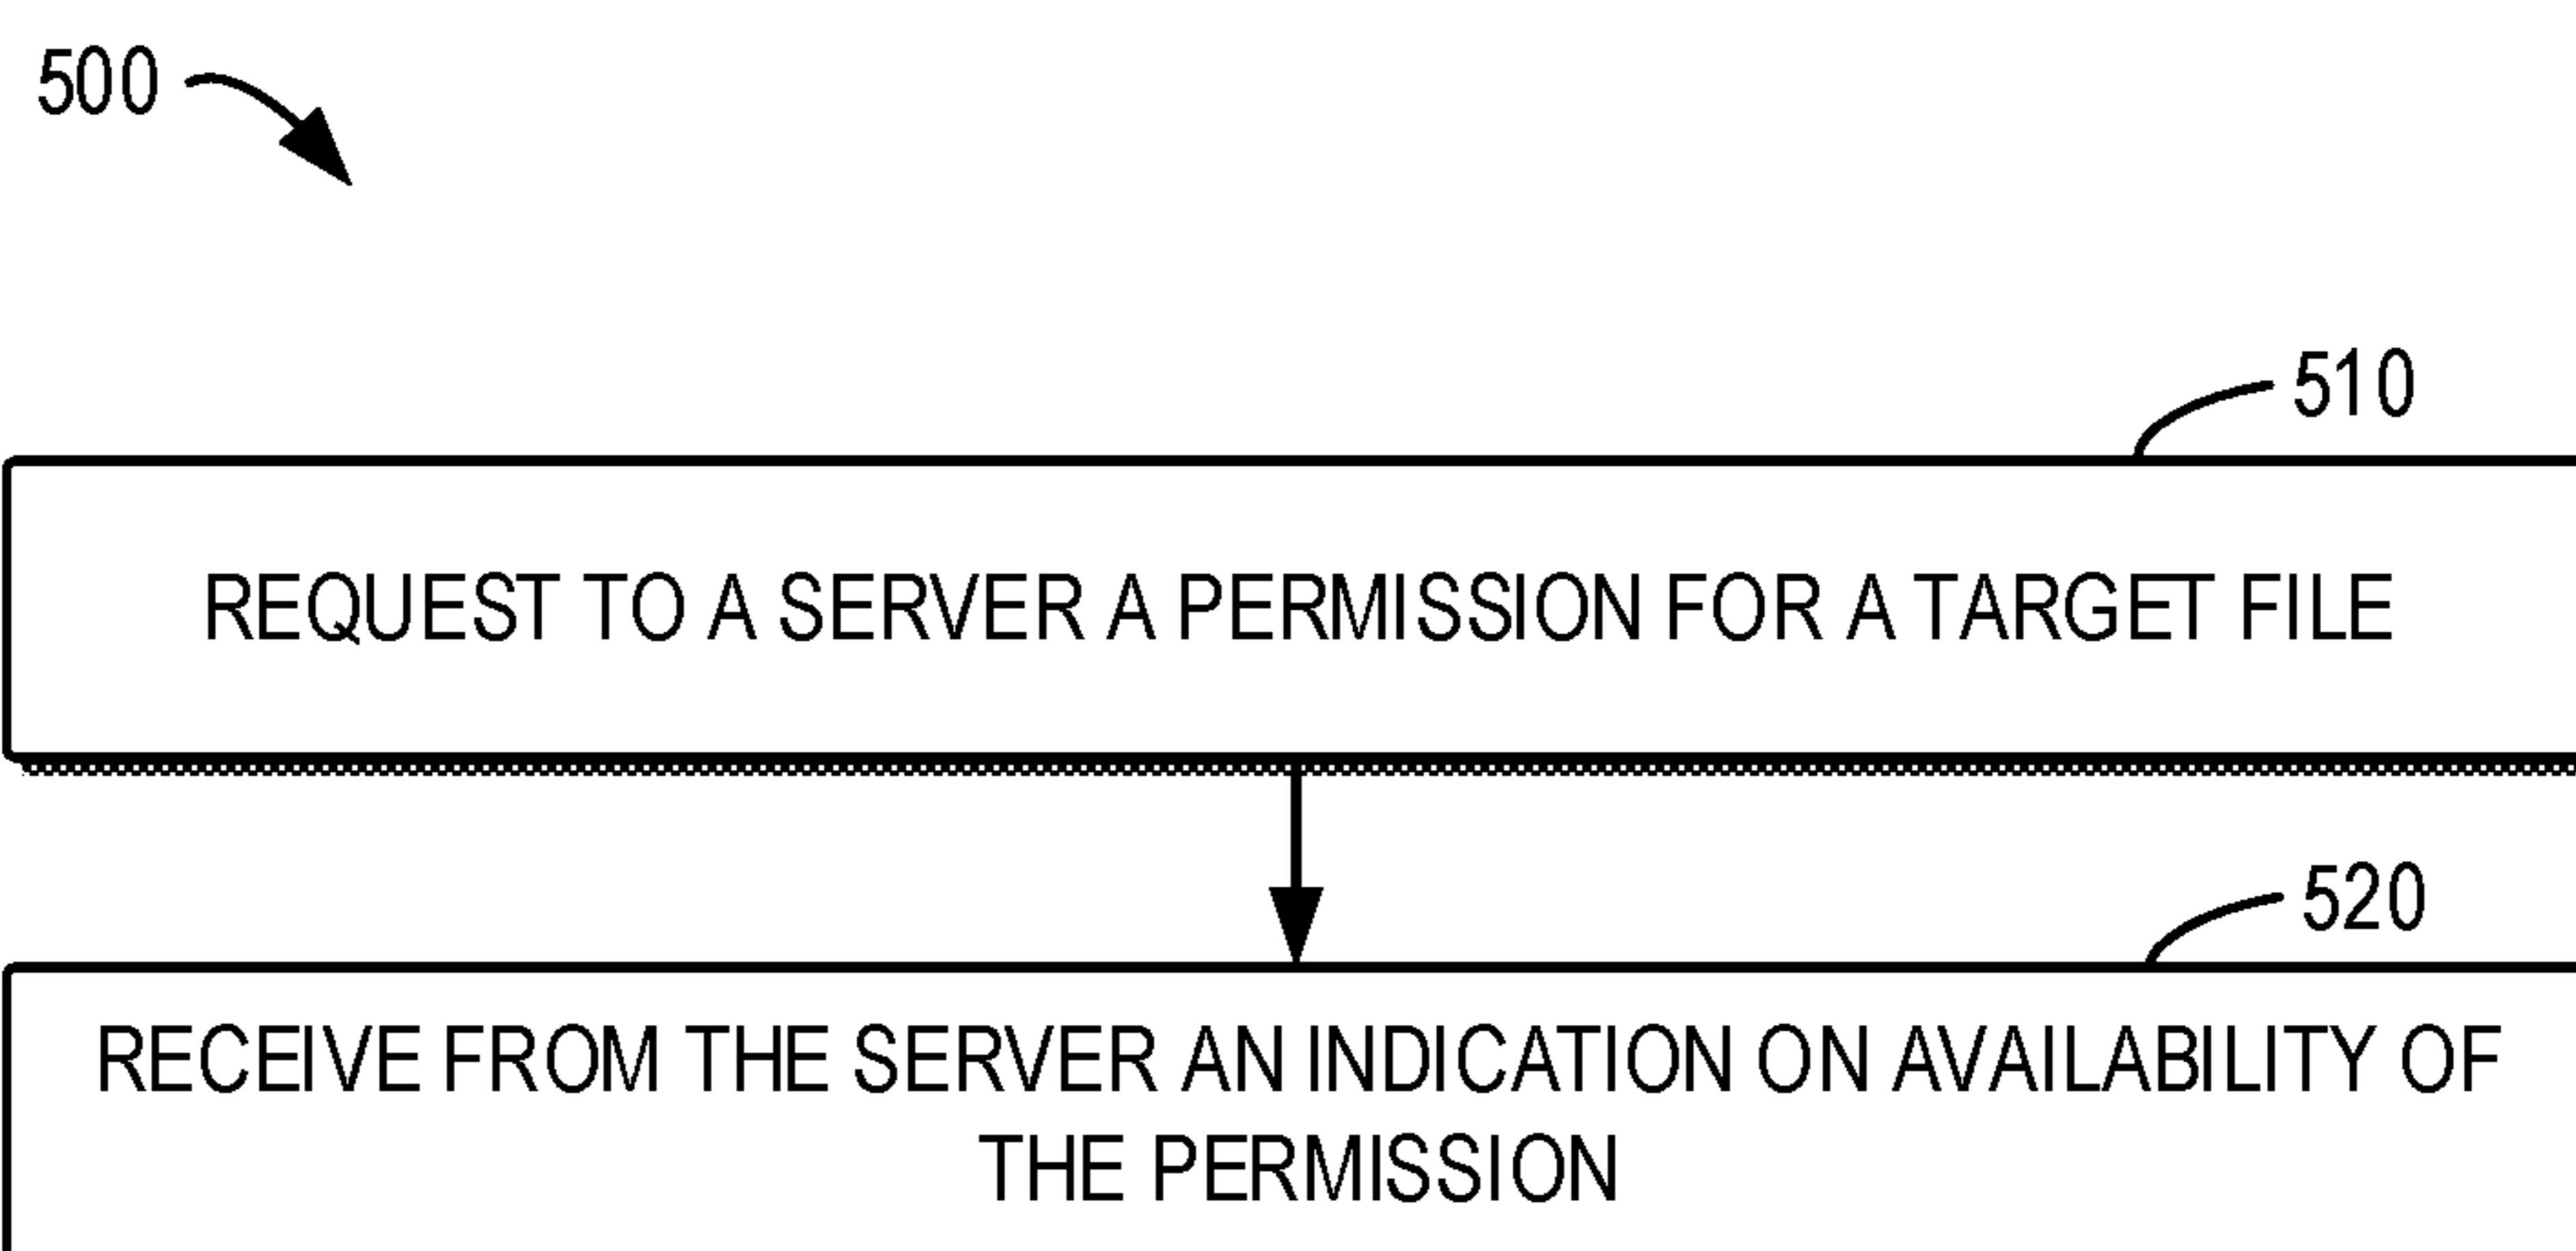 500
510
REQUEST TO A SERVER A PERMISSION FOR A TARGET FILE
520
RECEIVE FROM THE SERVER AN INDICATION ON AVAILABILITY OF
THE PERMISSION